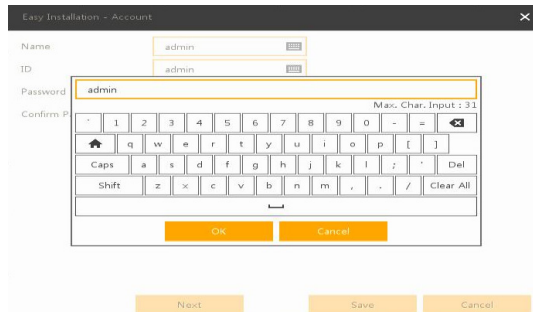 Easy Installation - Account
Name admin
ID admin
Password
Confirm P
admin
Max. Char. Input : 31
` 1 2 3 4 5 6 7 8 9 0 - =
q w e r t y u i o p [ ]
Caps a s d f g h j k l ; ' Del
Shift z x c v b n m , . / Clear All
OK Cancel
Next Save Cancel